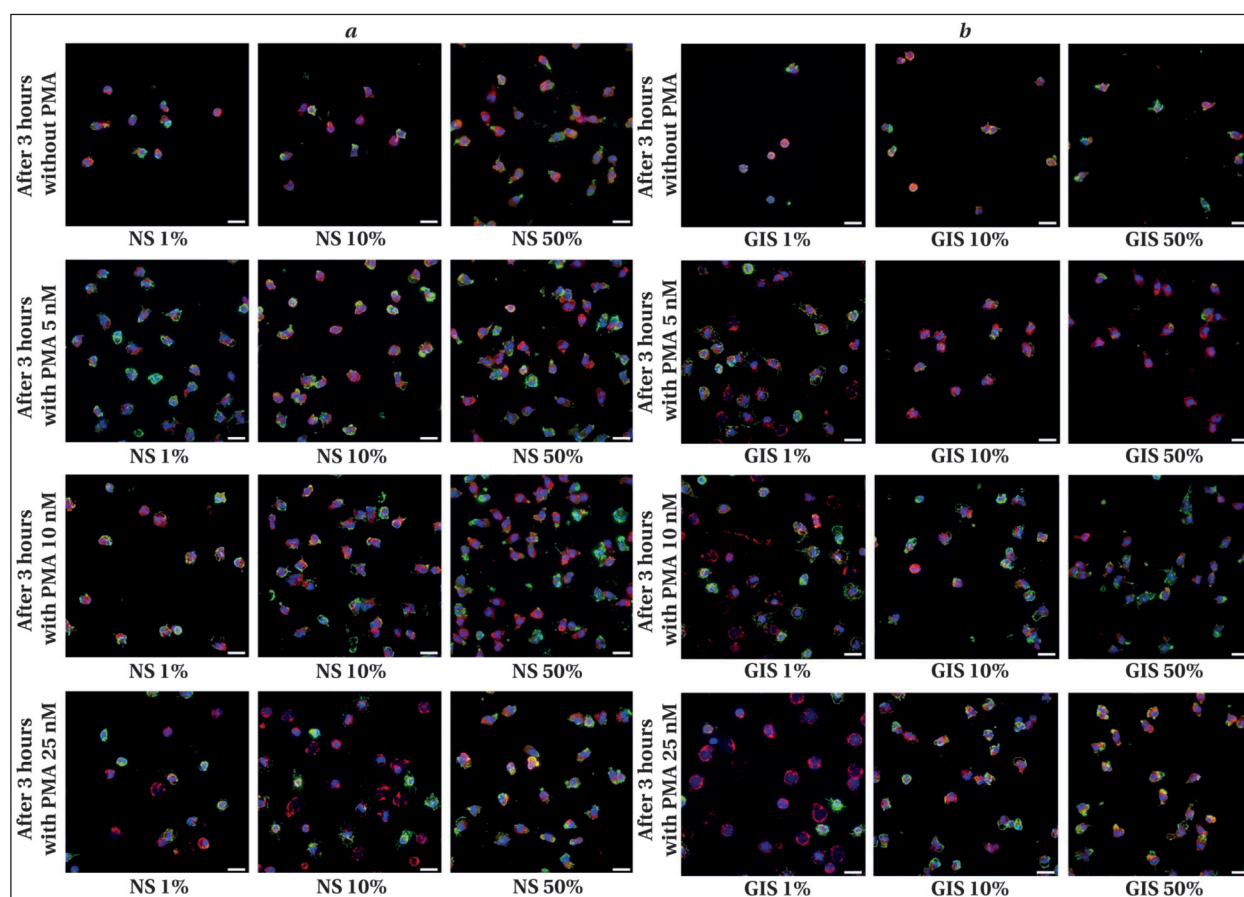 a
After 3 hours
without PMA
NS 1%
NS 10%
NS 50%
After 3 hours
with PMA 5 nM
NS 1%
NS 10%
NS 50%
After 3 hours
with PMA 10 nM
NS 1%
NS 10%
NS 50%
After 3 hours
with PMA 25 nM
NS 1%
NS 10%
NS 50%
b
After 3 hours
without PMA
GIS 1%
GIS 10%
GIS 50%
After 3 hours
with PMA 5 nM
GIS 1%
GIS 10%
GIS 50%
After 3 hours
with PMA 10 nM
GIS 1%
GIS 10%
GIS 50%
After 3 hours
with PMA 25 nM
GIS 1%
GIS 10%
GIS 50%